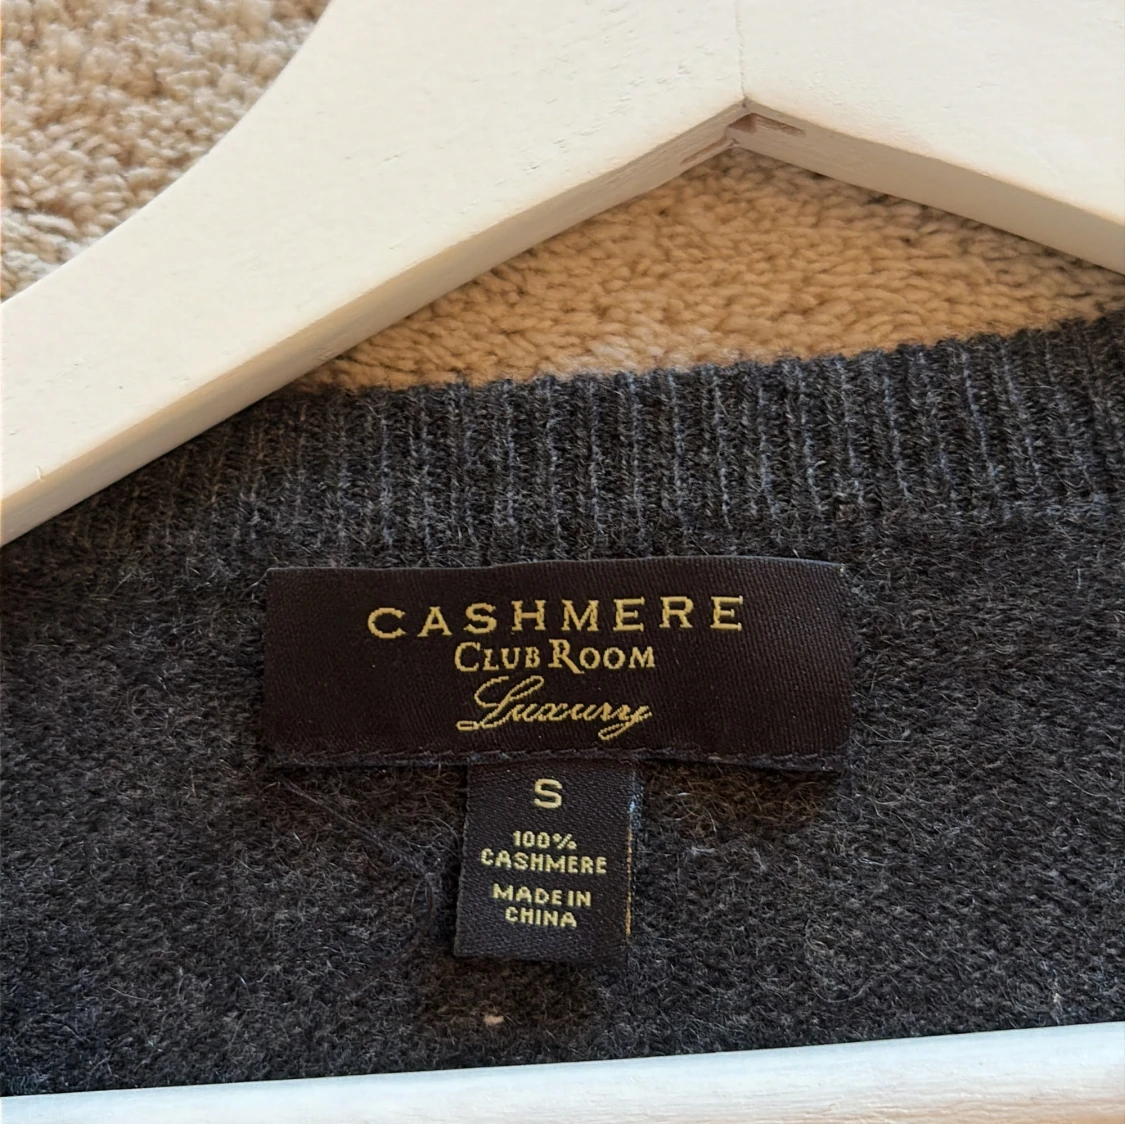 CASHMERE
CLUB ROOM
Luxury
S
100%
CASHMERE
MADE IN
CHINA